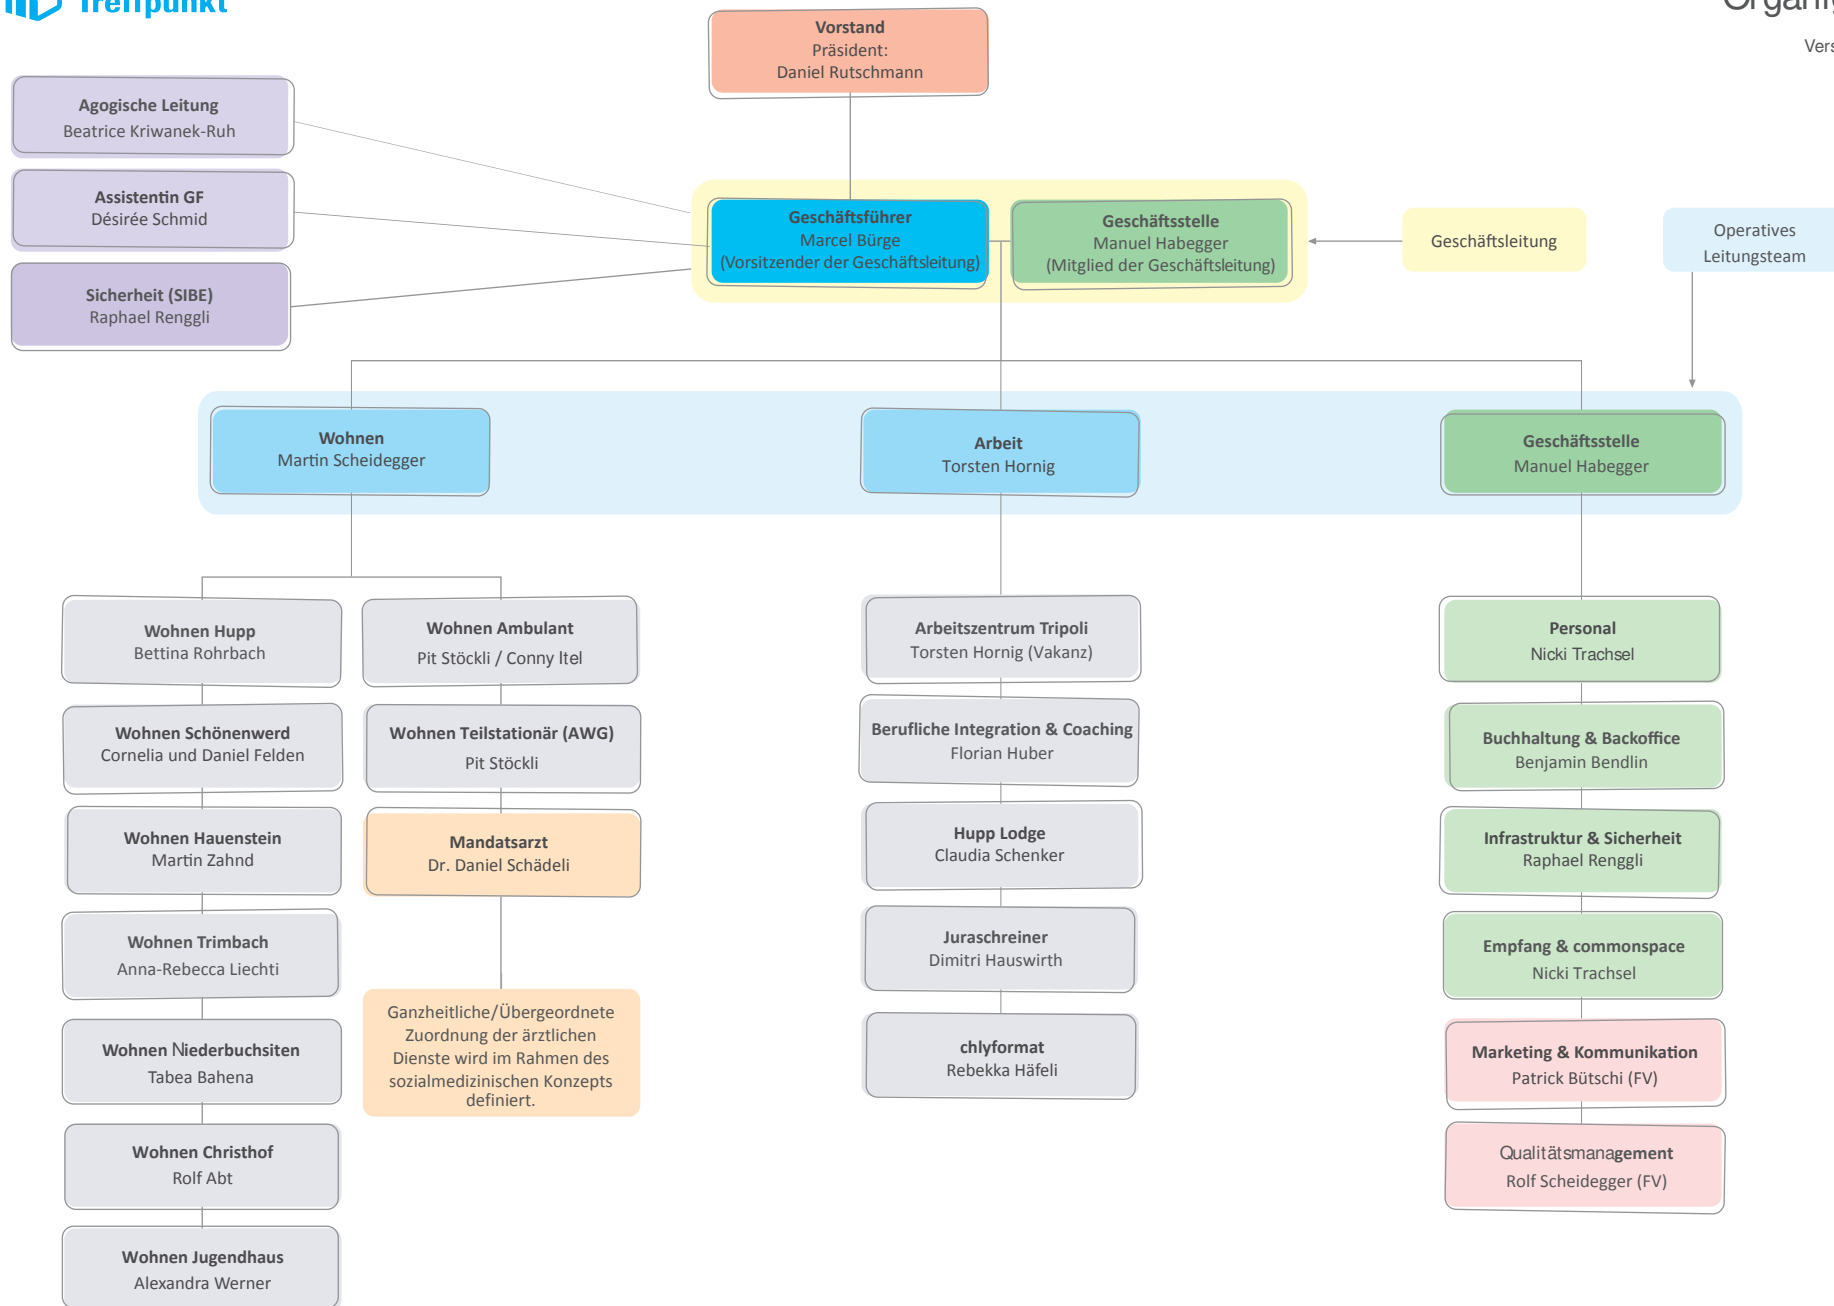 Treffpunkt
Vorstand
Präsident:
Daniel Rutschmann
Agogische Leitung
Beatrice Kriwanek-Ruh
Assistentin GF
Désirée Schmid
Sicherheit (SIBE)
Raphael Renggli
Geschäftsführer
Marcel Bürge
(Vorsitzender der Geschäftsleitung)
Geschäftsstelle
Manuel Habegger
(Mitglied der Geschäftsleitung)
Geschäftsleitung
Operatives
Leitungsteam
Wohnen
Martin Scheidegger
Arbeit
Torsten Hornig
Geschäftsstelle
Manuel Habegger
Wohnen Hupp
Bettina Rohrbach
Wohnen Schönenwerd
Cornelia und Daniel Felden
Wohnen Hauenstein
Martin Zahnd
Wohnen Trimbach
Anna-Rebecca Liechti
Wohnen Niederbuchsiten
Tabea Bahena
Wohnen Christhof
Rolf Abt
Wohnen Jugendhaus
Alexandra Werner
Wohnen Ambulant
Pit Stöckli / Conny Itel
Wohnen Teilstationär (AWG)
Pit Stöckli
Mandatsarzt
Dr. Daniel Schädeli
Ganzheitliche/Übergeordnete
Zuordnung der ärztlichen
Dienste wird im Rahmen des
sozialmedizinischen Konzepts
definiert.
Arbeitszentrum Tripoli
Torsten Hornig (Vakanz)
Berufliche Integration & Coaching
Florian Huber
Hupp Lodge
Claudia Schenker
Juraschreiner
Dimitri Hauswirth
chlyformat
Rebekka Häfeli
Personal
Nicki Trachsel
Buchhaltung & Backoffice
Benjamin Bendlin
Infrastruktur & Sicherheit
Raphael Renggli
Empfang & commonspace
Nicki Trachsel
Marketing & Kommunikation
Patrick Bütschi (FV)
Qualitätsmanagement
Rolf Scheidegger (FV)